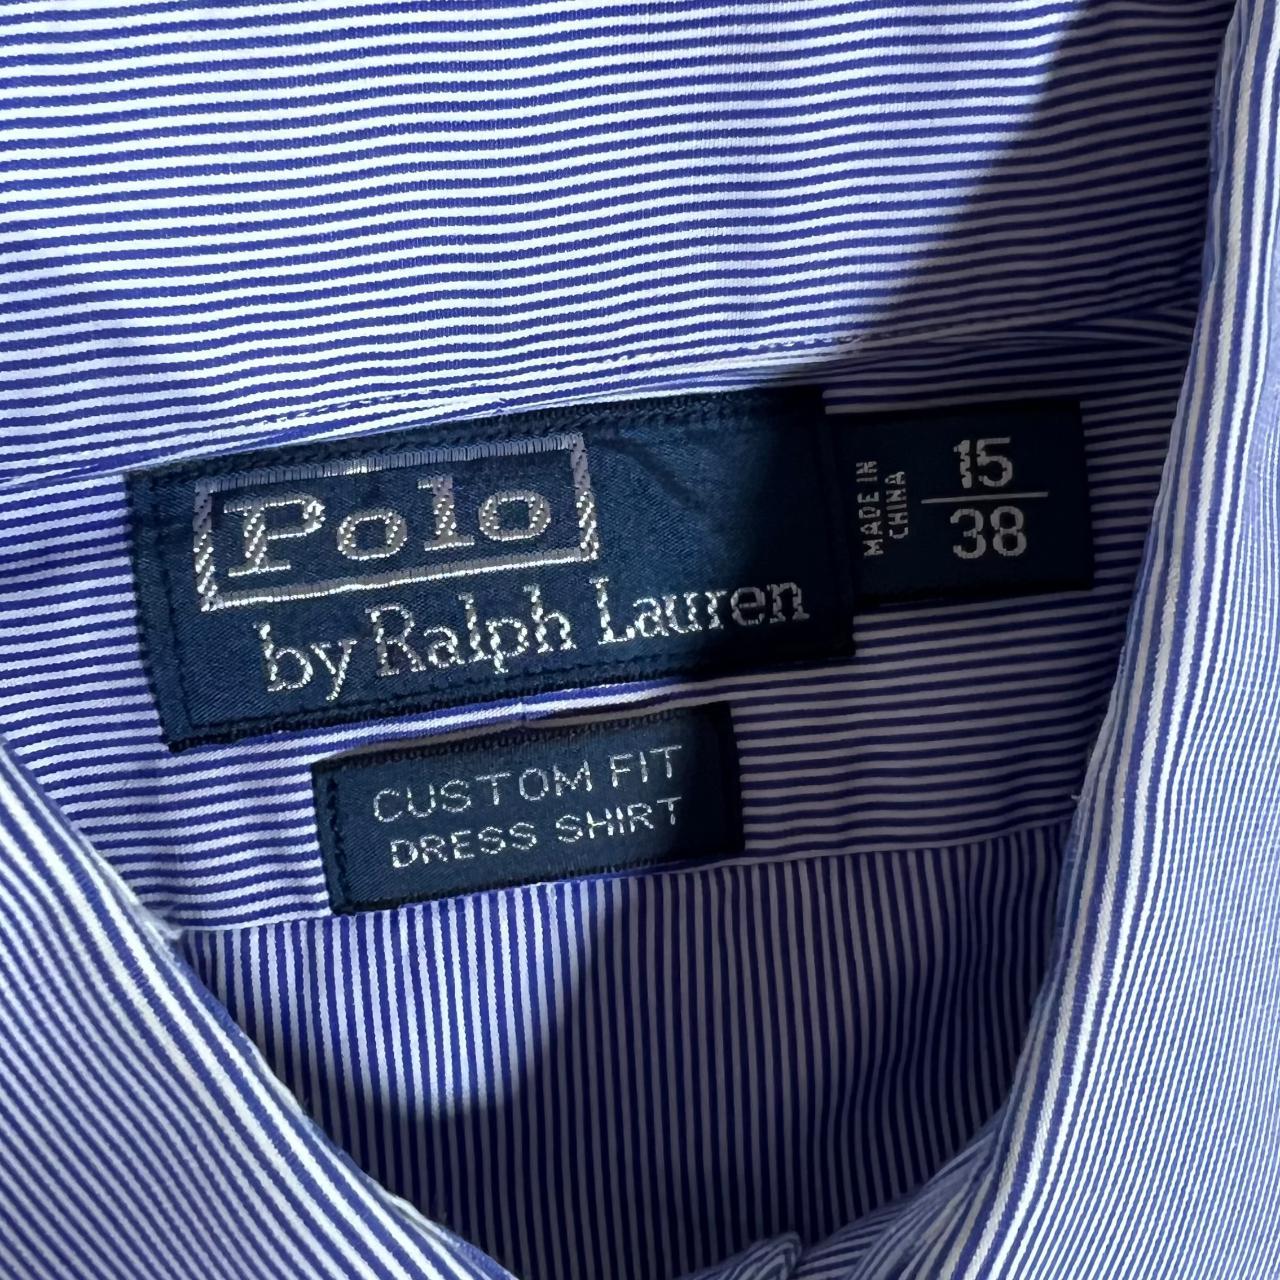 Polo
by Ralph Lauren
MADE IN
CHINA
15
38
CUSTOM FIT
DRESS SHIRT